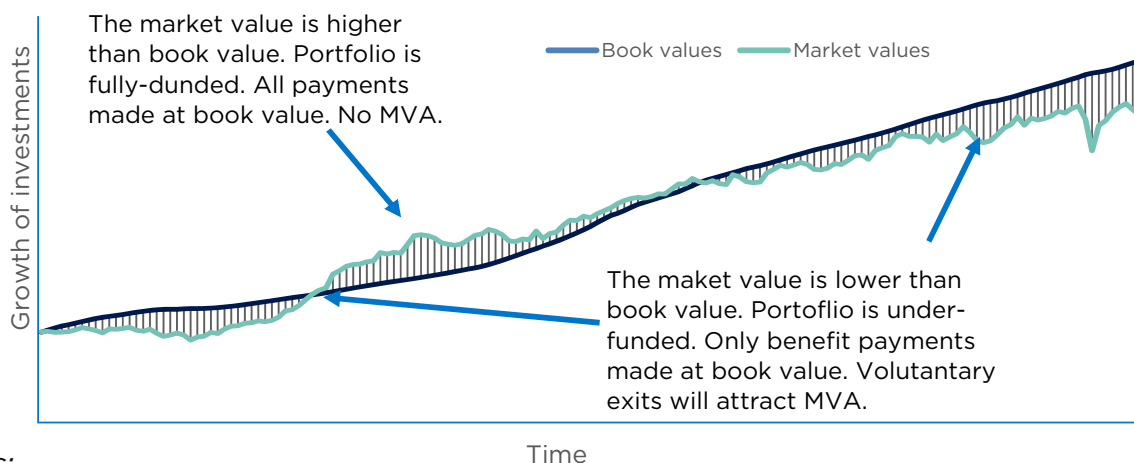 The market value is higher
than book value. Portfolio is
fully-dunded. All payments
made at book value. No MVA.
Book values
Market values
Growth of investments
The maket value is lower than
book value. Portoflio is under-
funded. Only benefit payments
made at book value. Volutantary
exits will attract MVA.
Time